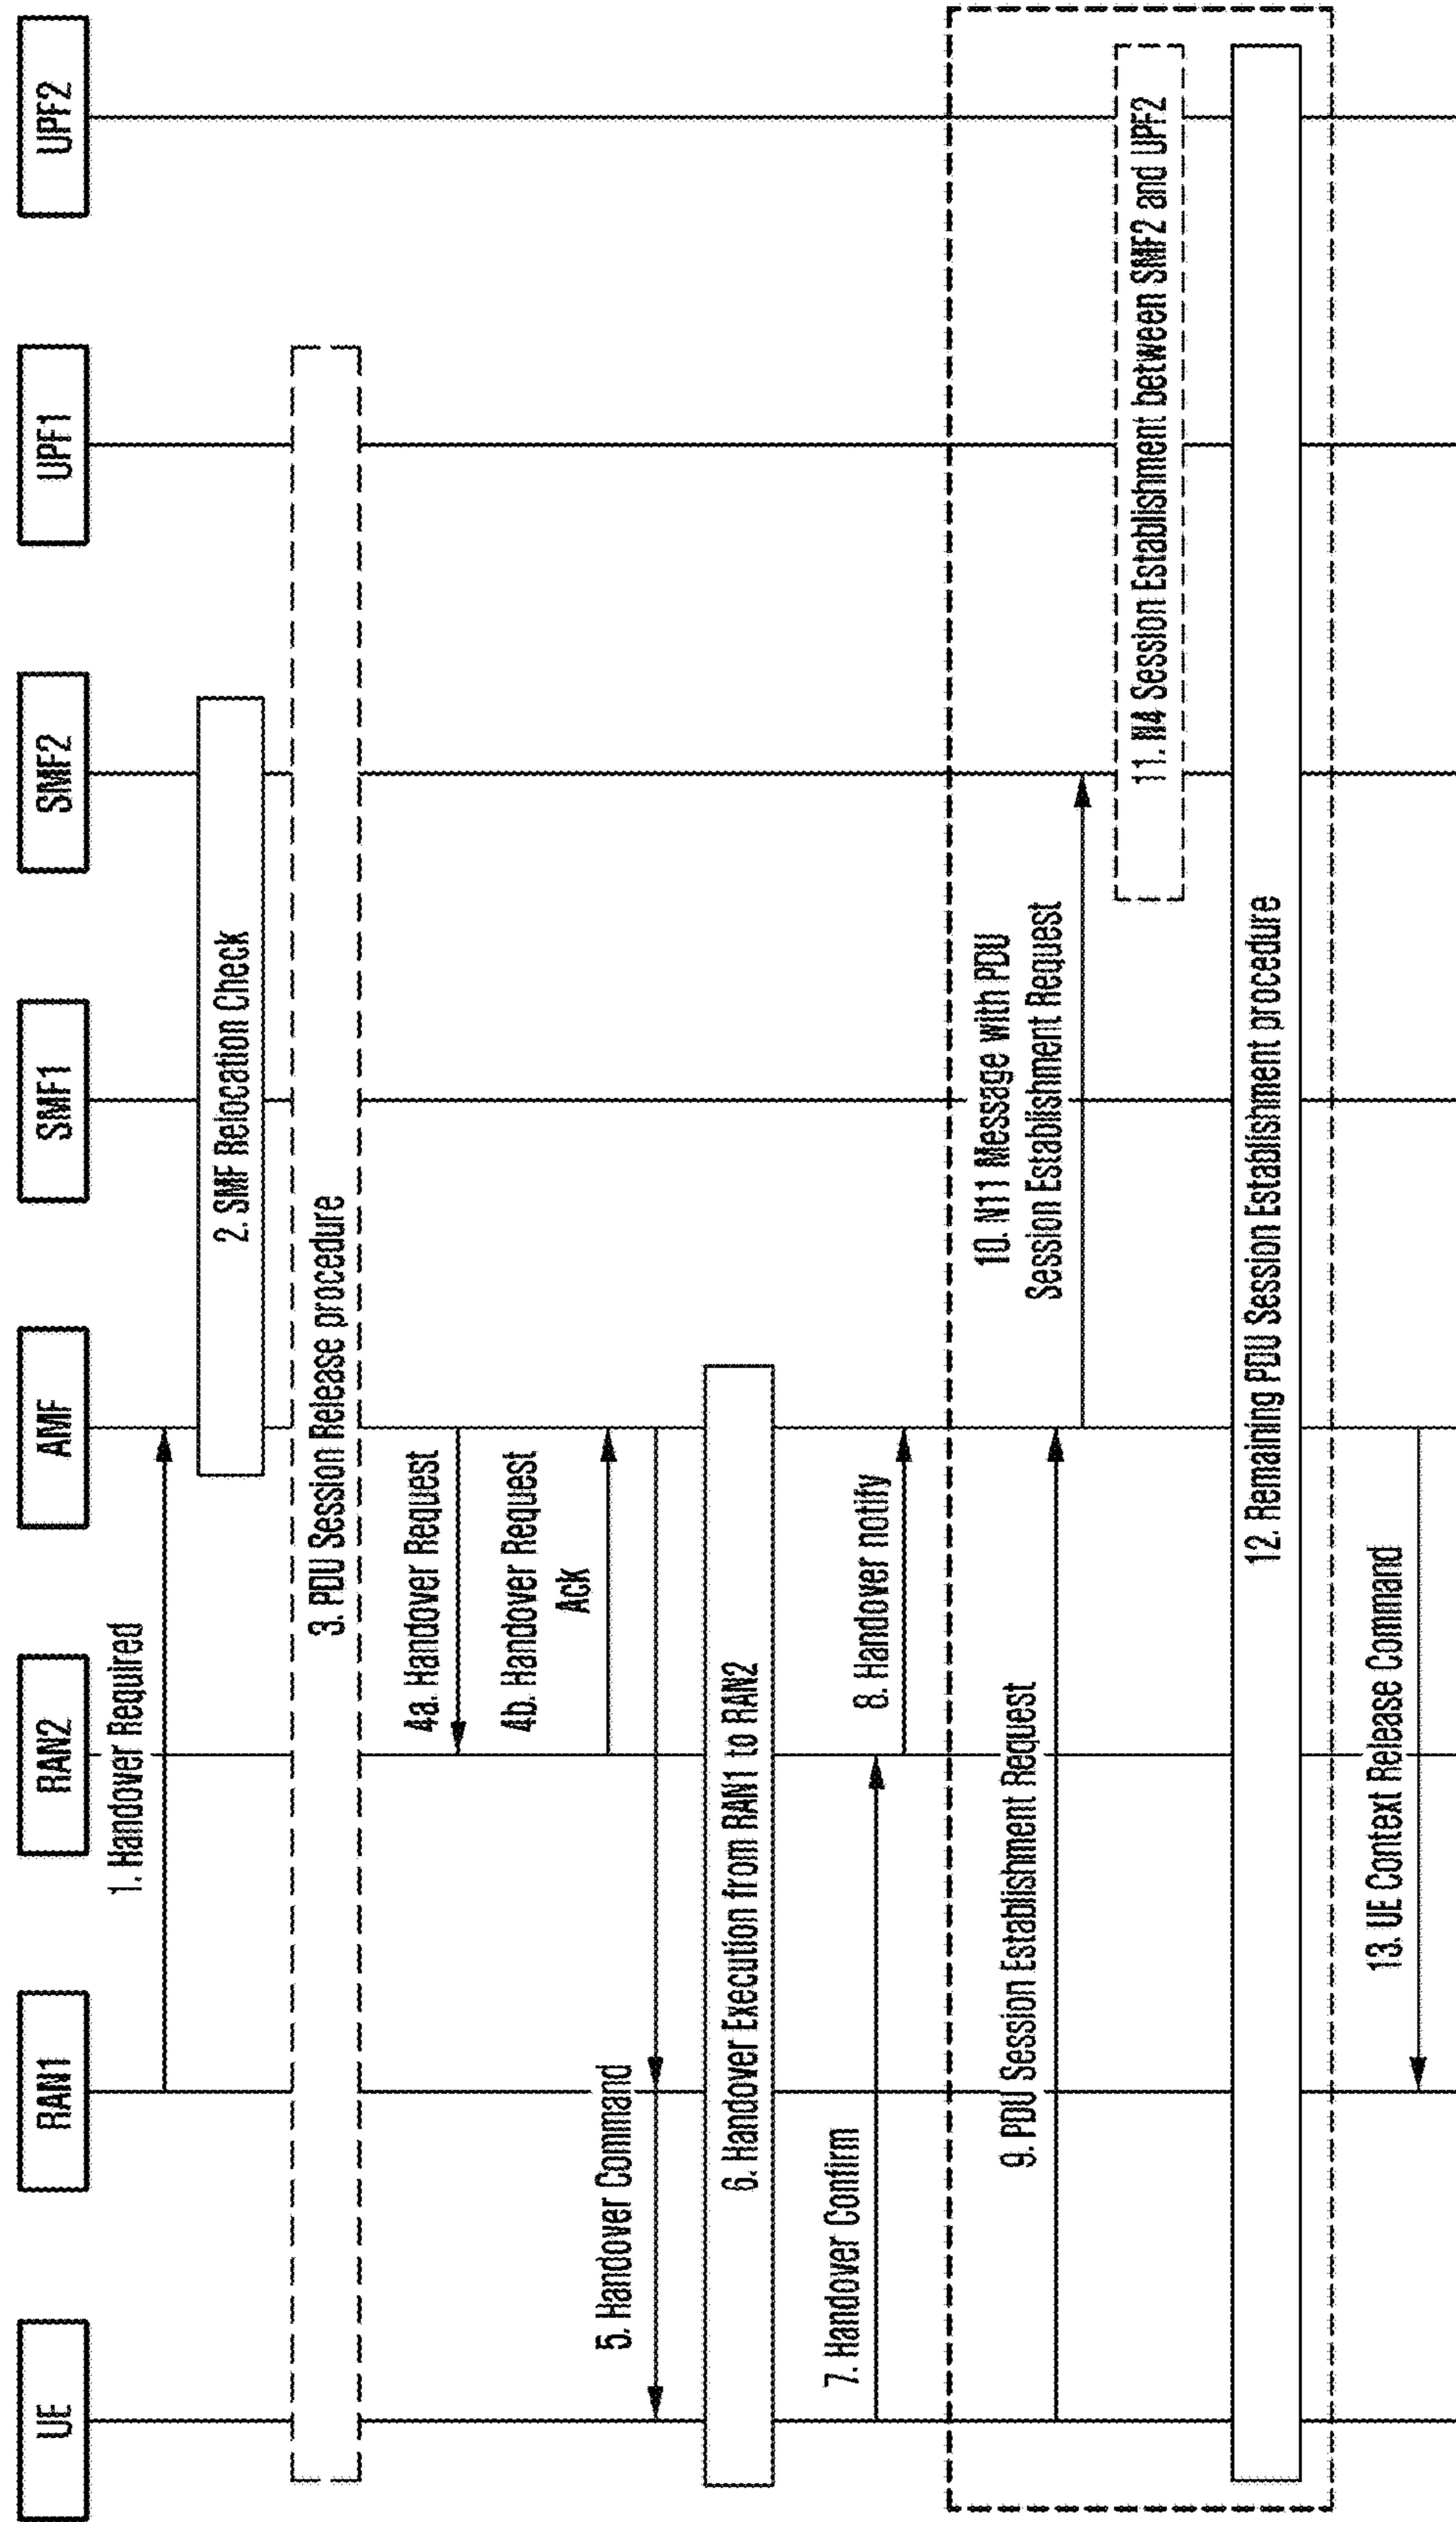 UE
RAN1
RAN2
AMF
SMF1
SMF2
UPF1
UPF2
1. Handover Required
2. SMF Relocation Check
3. PDU Session Release procedure
4a. Handover Request
4b. Handover Request
Ack
5. Handover Command
6. Handover Execution from RAN1 to RAN2
7. Handover Confirm
8. Handover notify
9. PDU Session Establishment Request
10. N11 Message with PDU
Session Establishment Request
11. N4 Session Establishment between SMF2 and UPF2
12. Remaining PDU Session Establishment procedure
13. UE Context Release Command